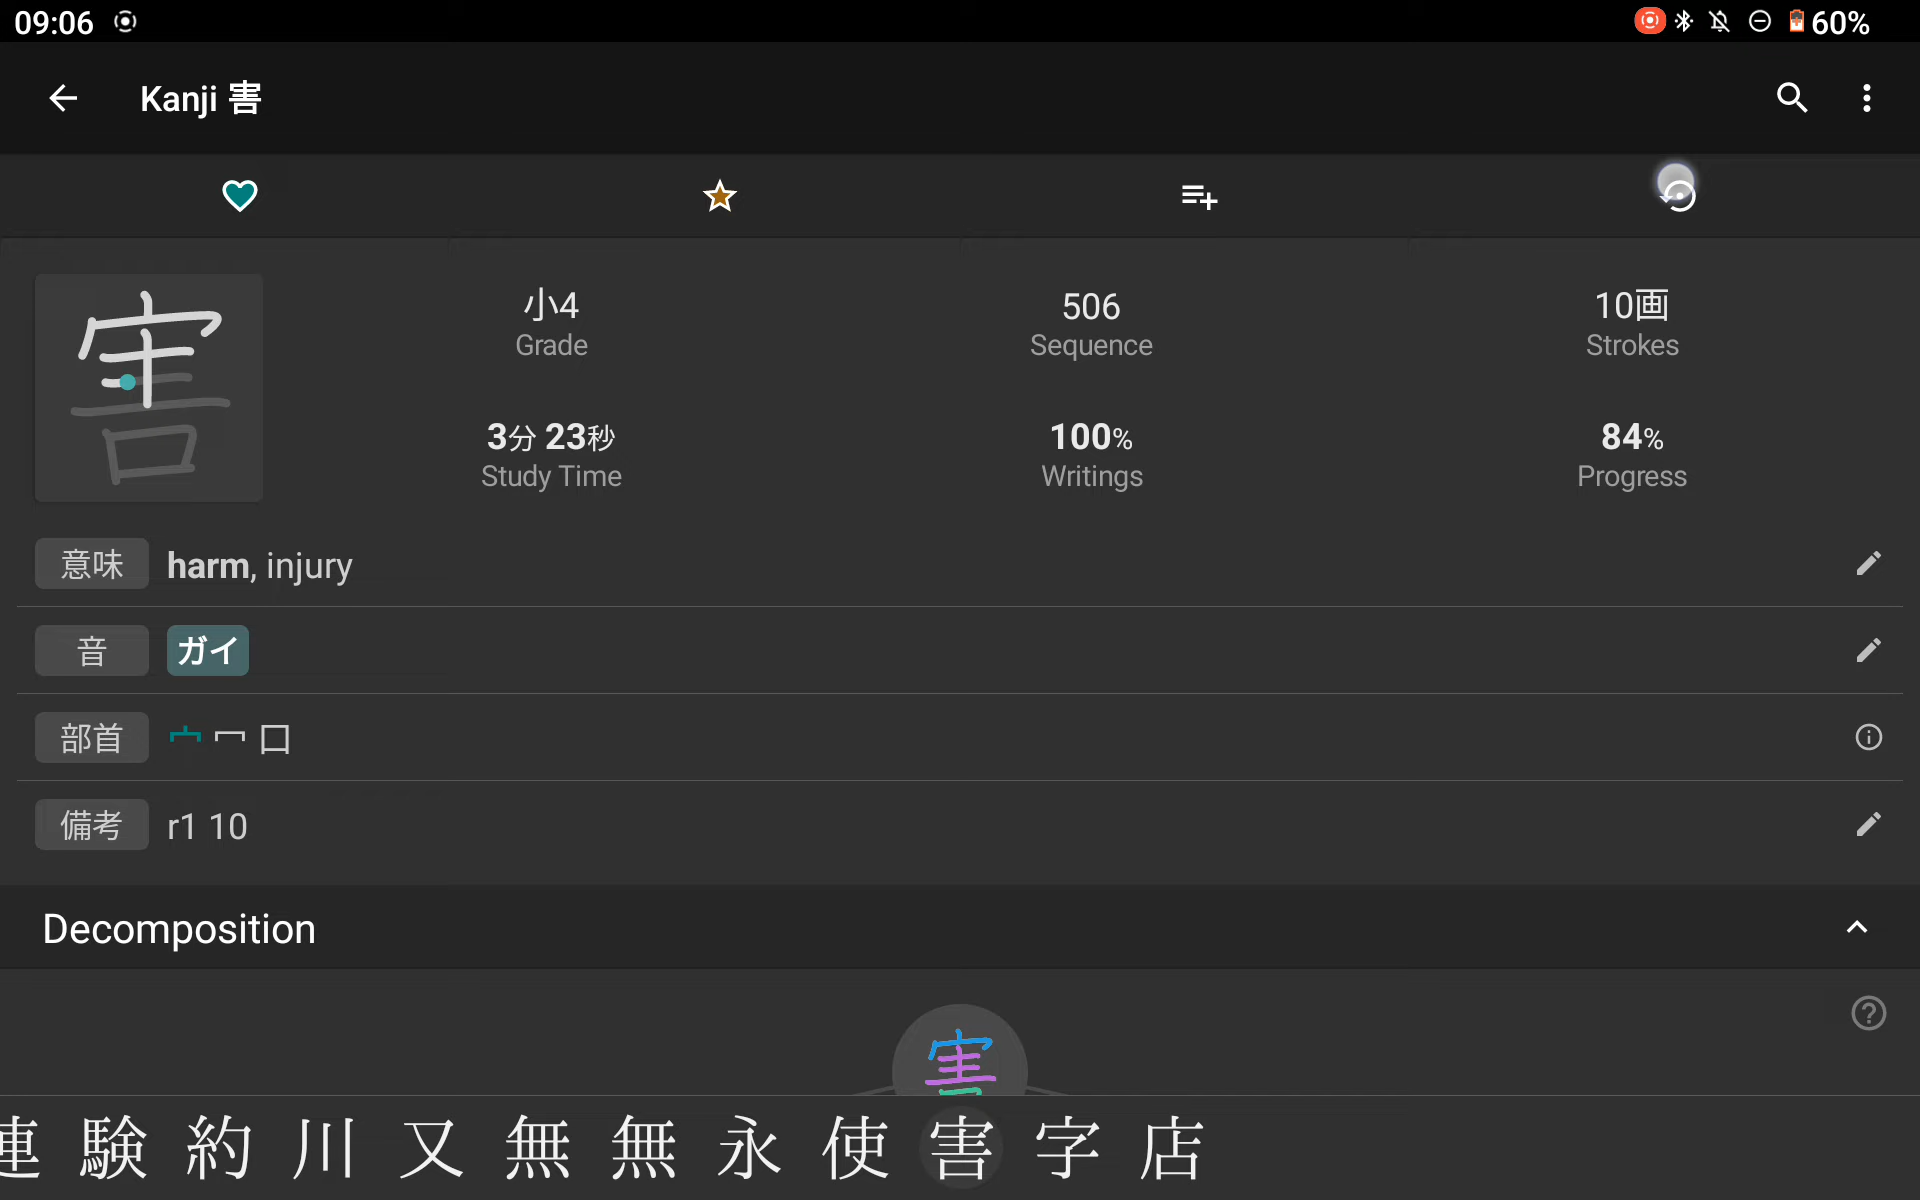 09:06 60%
Kanji 害
害
小4 506 10画
Grade Sequence Strokes
3分 23秒 100% 84%
Study Time Writings Progress
意味 harm, injury
音 ガイ
部首 宀 冖 口
備考 r1 10
Decomposition
害
連 験 約 川 又 無 無 永 使 害 字 店